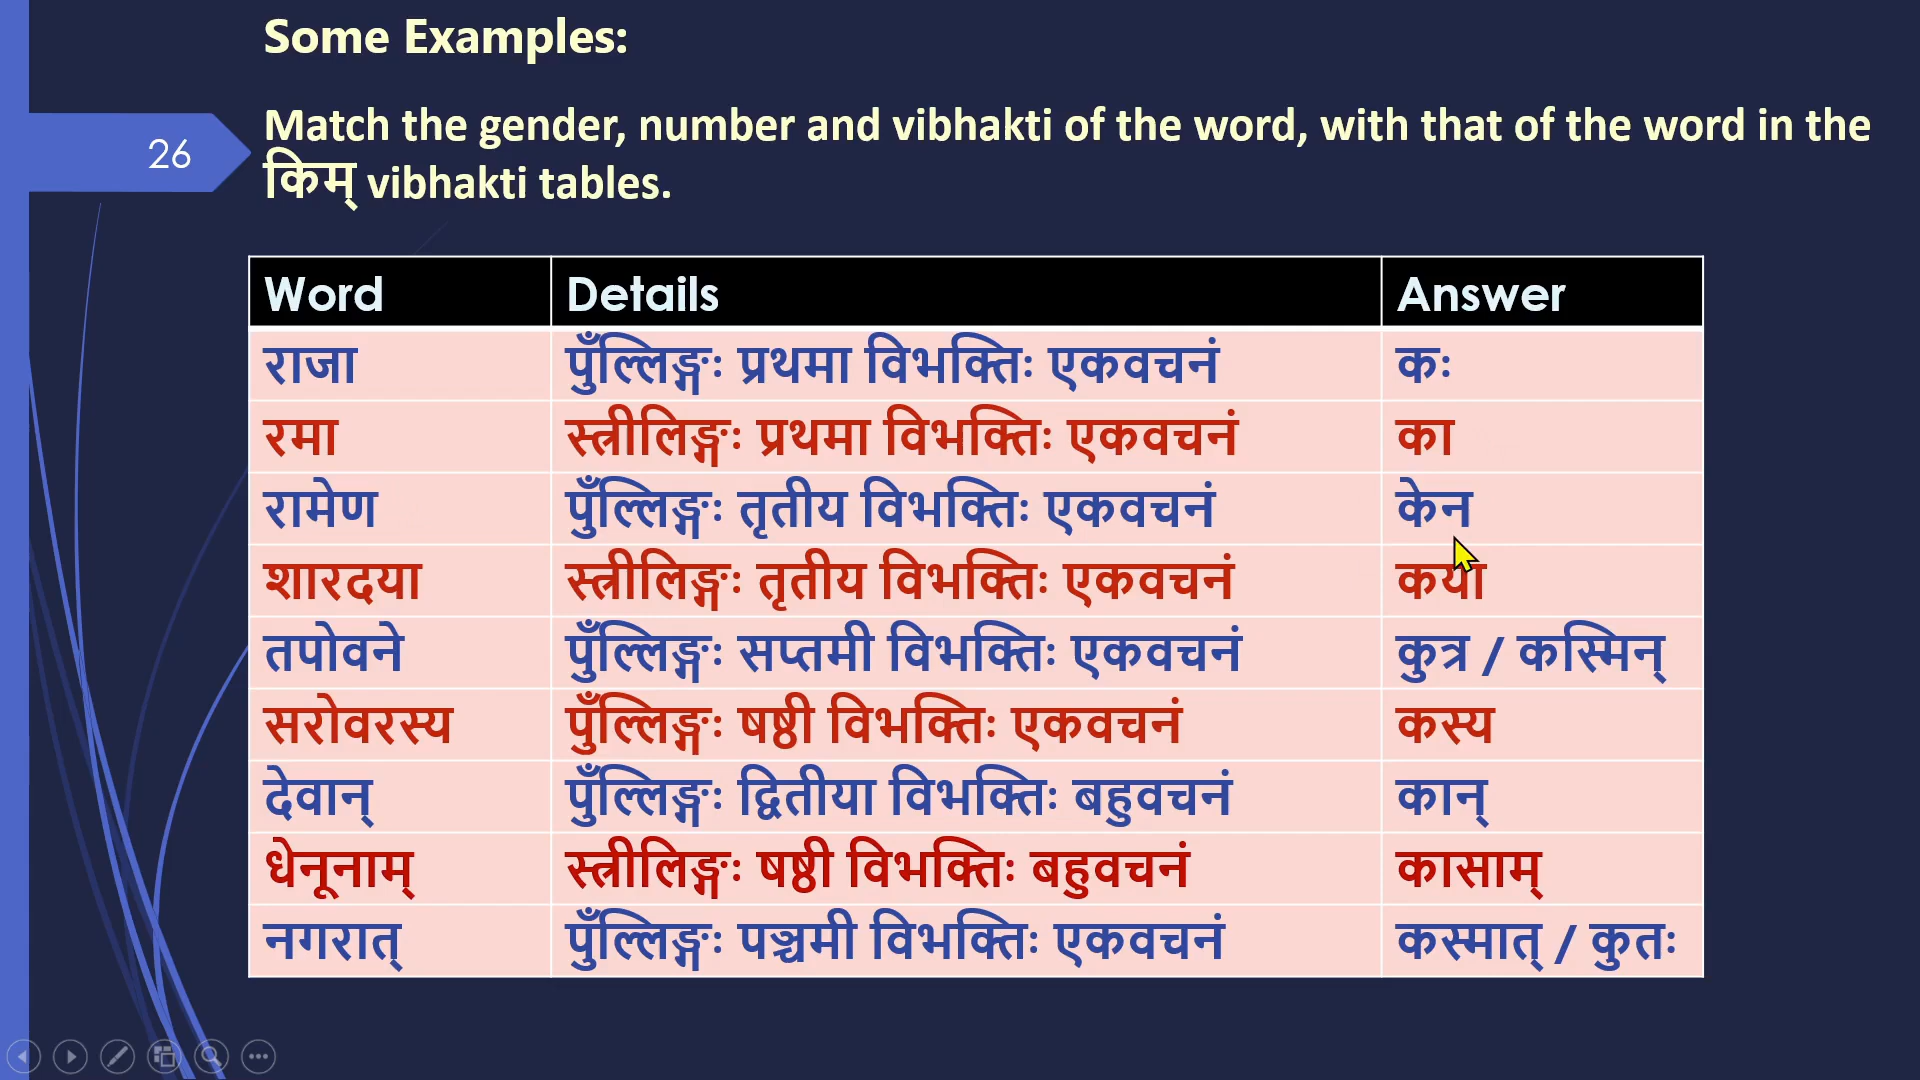 Some Examples:
26
Match the gender, number and vibhakti of the word, with that of the word in the
किम् vibhakti tables.
Word Details Answer
राजा पुँल्लिङ्गः प्रथमा विभक्तिः एकवचनं कः
रमा स्त्रीलिङ्गः प्रथमा विभक्तिः एकवचनं का
रामेण पुँल्लिङ्गः तृतीय विभक्तिः एकवचनं केन
शारदया स्त्रीलिङ्गः तृतीय विभक्तिः एकवचनं कया
तपोवने पुँल्लिङ्गः सप्तमी विभक्तिः एकवचनं कुत्र / कस्मिन्
सरोवरस्य पुँल्लिङ्गः षष्ठी विभक्तिः एकवचनं कस्य
देवान् पुँल्लिङ्गः द्वितीया विभक्तिः बहुवचनं कान्
धेनूनाम् स्त्रीलिङ्गः षष्ठी विभक्तिः बहुवचनं कासाम्
नगरात् पुँल्लिङ्गः पञ्चमी विभक्तिः एकवचनं कस्मात् / कुतः